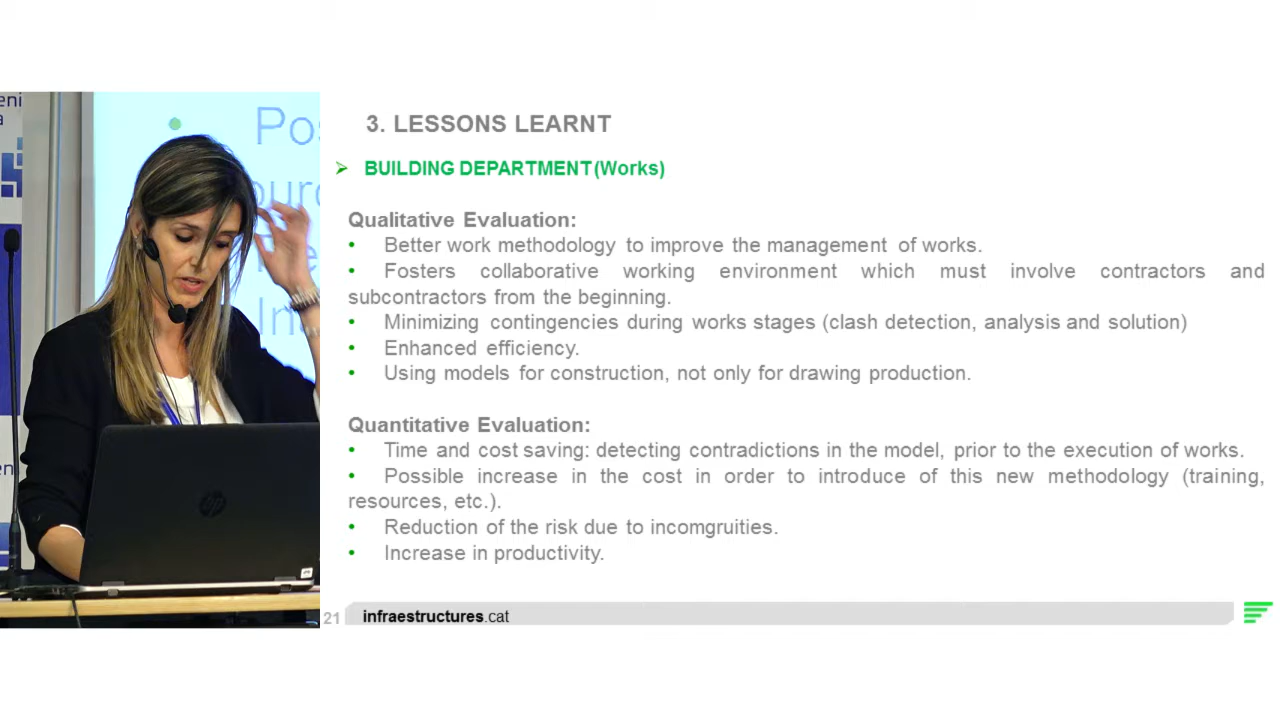 eni
a
Pos
ourc
Inc
en
3. LESSONS LEARNT
BUILDING DEPARTMENT (Works)
Qualitative Evaluation:
• Better work methodology to improve the management of works.
• Fosters collaborative working environment which must involve contractors and
subcontractors from the beginning.
• Minimizing contingencies during works stages (clash detection, analysis and solution)
• Enhanced efficiency.
• Using models for construction, not only for drawing production.
Quantitative Evaluation:
• Time and cost saving: detecting contradictions in the model, prior to the execution of works.
• Possible increase in the cost in order to introduce of this new methodology (training,
resources, etc.).
• Reduction of the risk due to incomgruities.
• Increase in productivity.
21 infraestructures.cat